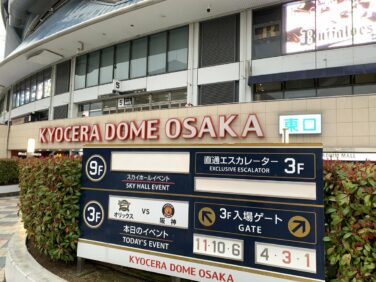 Buffaloes
KYOCERA DOME OSAKA
東口
9F
スカイホールイベント
SKY HALL EVENT
直通エスカレーター 3F
EXCLUSIVE ESCALATOR
3F
オリックス VS 阪神
本日のイベント
TODAY'S EVENT
3F入場ゲート
GATE
11・10・6
4・3・1
KYOCERA DOME OSAKA